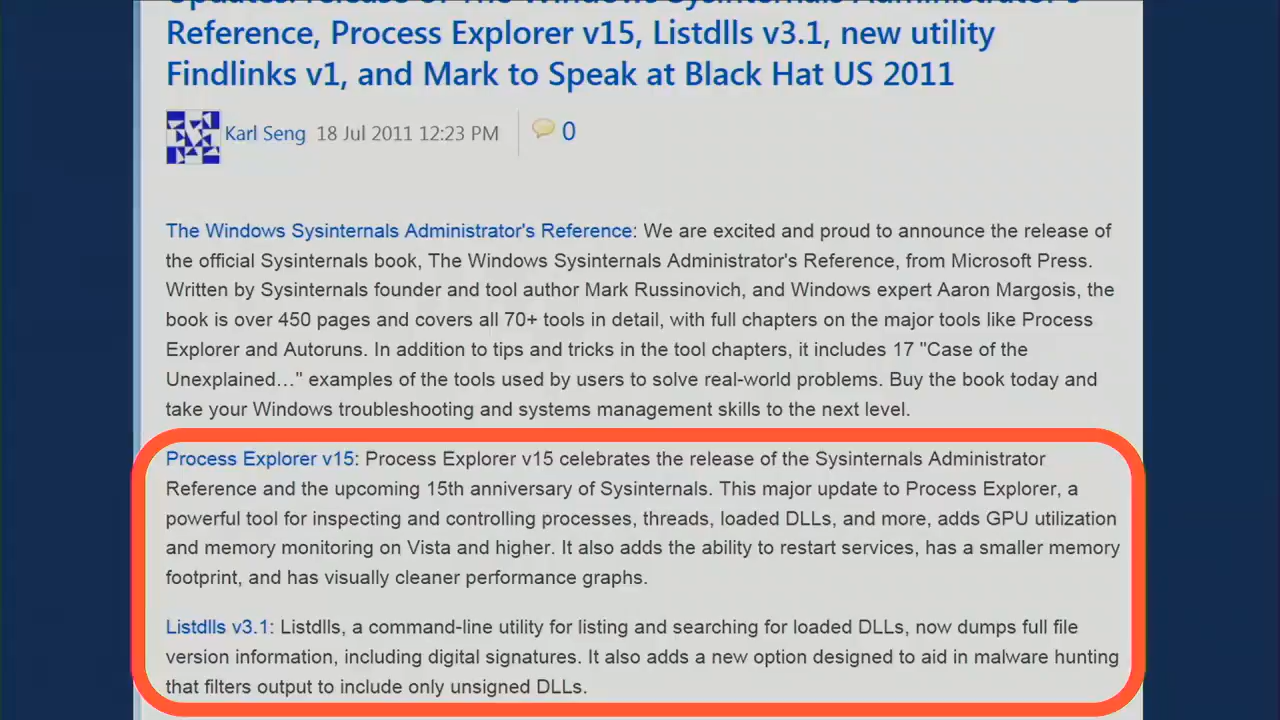 Updates: release of The Windows Sysinternals Administrator's
Reference, Process Explorer v15, Listdlls v3.1, new utility
Findlinks v1, and Mark to Speak at Black Hat US 2011
Karl Seng 18 Jul 2011 12:23 PM 0
The Windows Sysinternals Administrator's Reference: We are excited and proud to announce the release of
the official Sysinternals book, The Windows Sysinternals Administrator's Reference, from Microsoft Press.
Written by Sysinternals founder and tool author Mark Russinovich, and Windows expert Aaron Margosis, the
book is over 450 pages and covers all 70+ tools in detail, with full chapters on the major tools like Process
Explorer and Autoruns. In addition to tips and tricks in the tool chapters, it includes 17 "Case of the
Unexplained…" examples of the tools used by users to solve real-world problems. Buy the book today and
take your Windows troubleshooting and systems management skills to the next level.
Process Explorer v15: Process Explorer v15 celebrates the release of the Sysinternals Administrator
Reference and the upcoming 15th anniversary of Sysinternals. This major update to Process Explorer, a
powerful tool for inspecting and controlling processes, threads, loaded DLLs, and more, adds GPU utilization
and memory monitoring on Vista and higher. It also adds the ability to restart services, has a smaller memory
footprint, and has visually cleaner performance graphs.
Listdlls v3.1: Listdlls, a command-line utility for listing and searching for loaded DLLs, now dumps full file
version information, including digital signatures. It also adds a new option designed to aid in malware hunting
that filters output to include only unsigned DLLs.